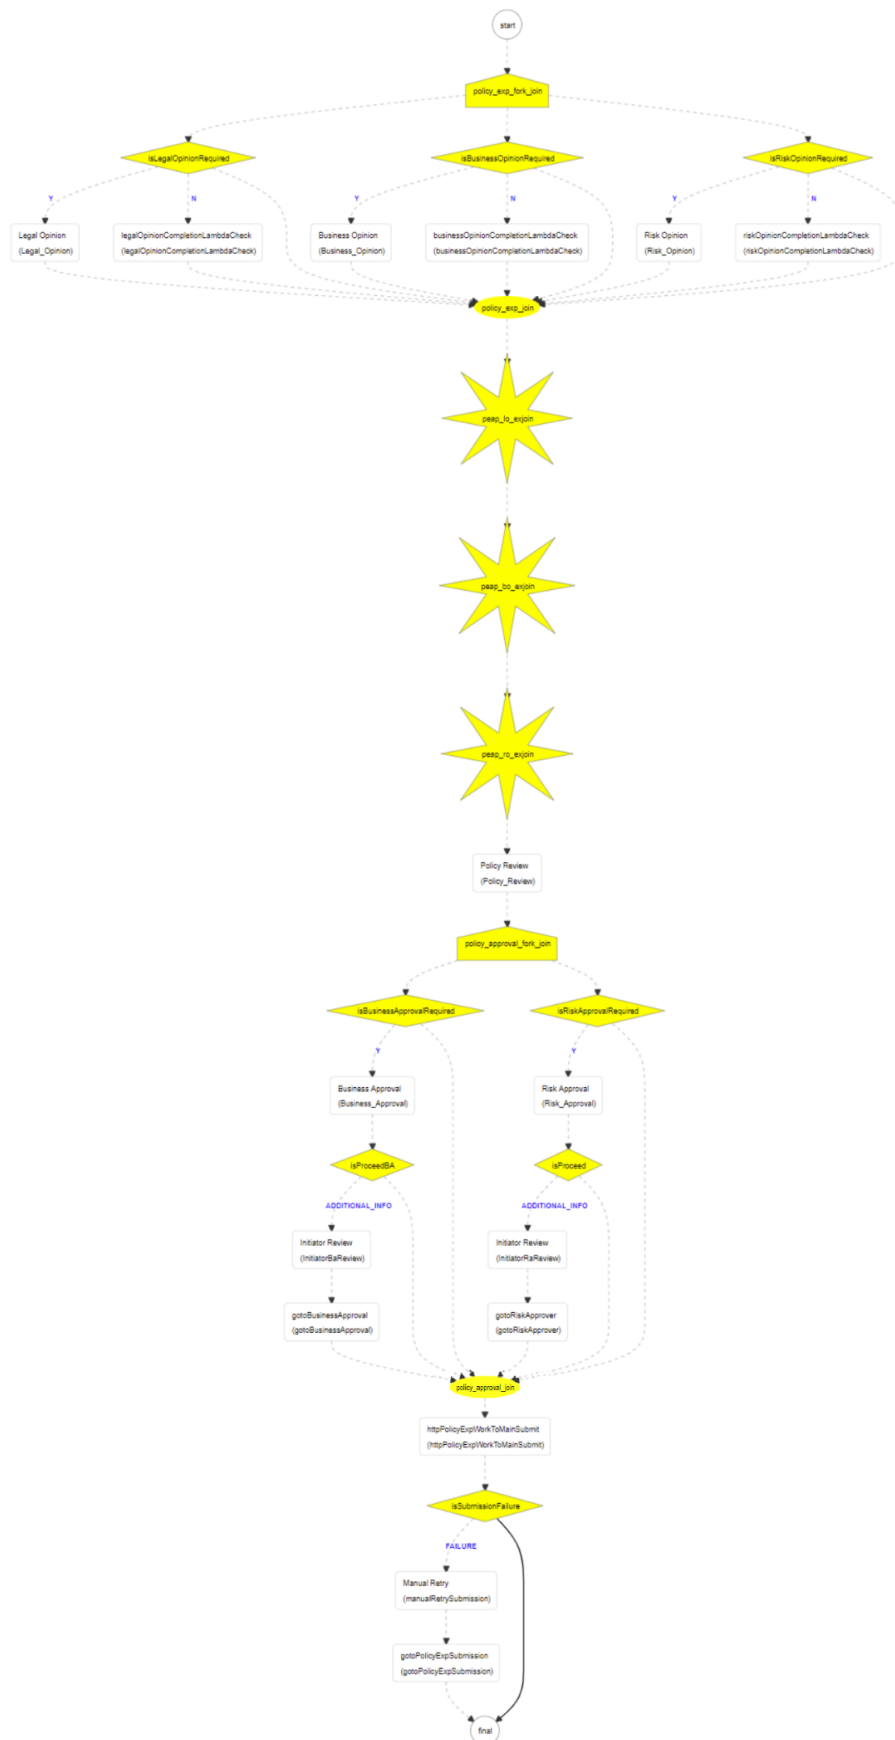 start
policy_exp_fork_join
isLegalOpinionRequired
isBusinessOpinionRequired
isRiskOpinionRequired
Y
N
Y
N
Y
N
Legal Opinion
(Legal_Opinion)
legalOpinionCompletionLambdaCheck
(legalOpinionCompletionLambdaCheck)
Business Opinion
(Business_Opinion)
businessOpinionCompletionLambdaCheck
(businessOpinionCompletionLambdaCheck)
Risk Opinion
(Risk_Opinion)
riskOpinionCompletionLambdaCheck
(riskOpinionCompletionLambdaCheck)
policy_exp_join
peap_lo_exjoin
peap_bo_exjoin
peap_ro_exjoin
Policy Review
(Policy_Review)
policy_approval_fork_join
isBusinessApprovalRequired
isRiskApprovalRequired
Y
Y
Business Approval
(Business_Approval)
Risk Approval
(Risk_Approval)
isProceedBA
isProceed
ADDITIONAL_INFO
ADDITIONAL_INFO
Initiator Review
(InitiatorBaReview)
Initiator Review
(InitiatorRaReview)
gotoBusinessApproval
(gotoBusinessApproval)
gotoRiskApprover
(gotoRiskApprover)
policy_approval_join
httpPolicyExpWorkToMainSubmit
(httpPolicyExpWorkToMainSubmit)
isSubmissionFailure
FAILURE
Manual Retry
(manualRetrySubmission)
gotoPolicyExpSubmission
(gotoPolicyExpSubmission)
final